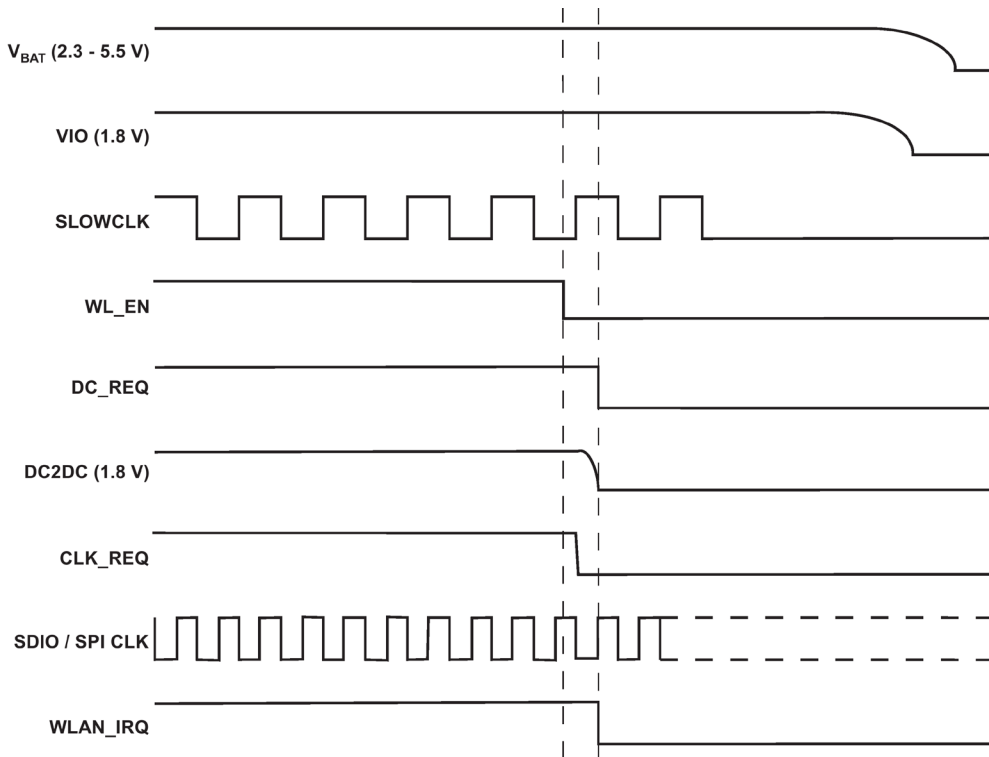 VBAT (2.3 - 5.5 V)
VIO (1.8 V)
SLOWCLK
WL_EN
DC_REQ
DC2DC (1.8 V)
CLK_REQ
SDIO / SPI CLK
WLAN_IRQ